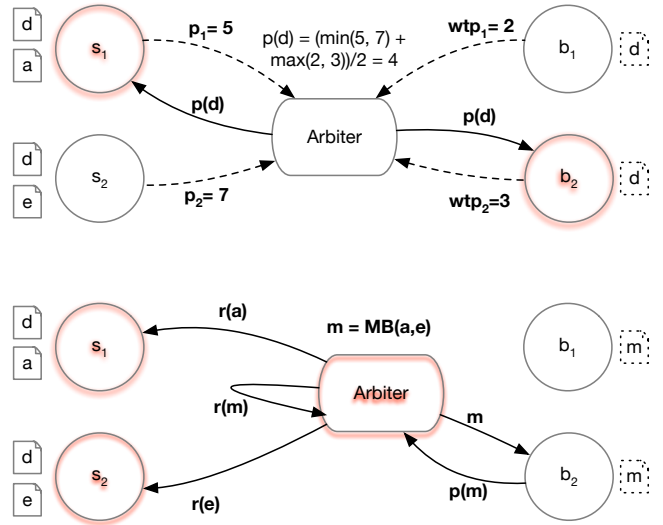 d
a
s1
p1= 5
p(d) = (min(5, 7) +
max(2, 3))/2 = 4
wtp1= 2
b1
d
p(d)
Arbiter
p(d)
d
e
s2
p2= 7
wtp2=3
b2
d
d
a
s1
r(a)
m = MB(a,e)
b1
m
Arbiter
r(m)
m
d
e
s2
r(e)
p(m)
b2
m